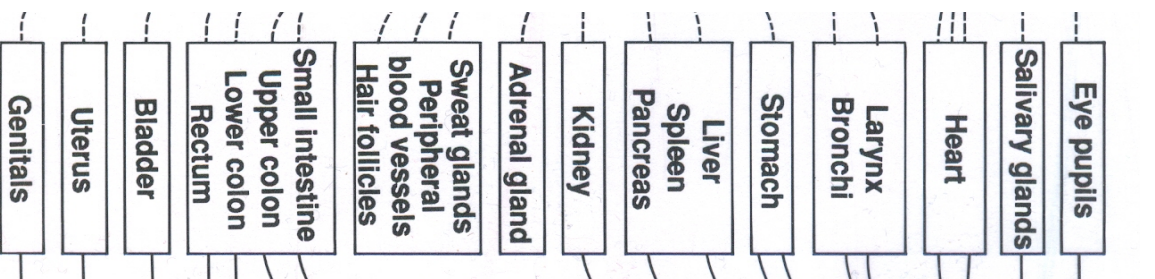 Eye pupils
Salivary glands
Heart
Larynx
Bronchi
Stomach
Liver
Spleen
Pancreas
Kidney
Adrenal gland
Sweat glands
Peripheral
blood vessels
Hair follicles
Small intestine
Upper colon
Lower colon
Rectum
Bladder
Uterus
Genitals